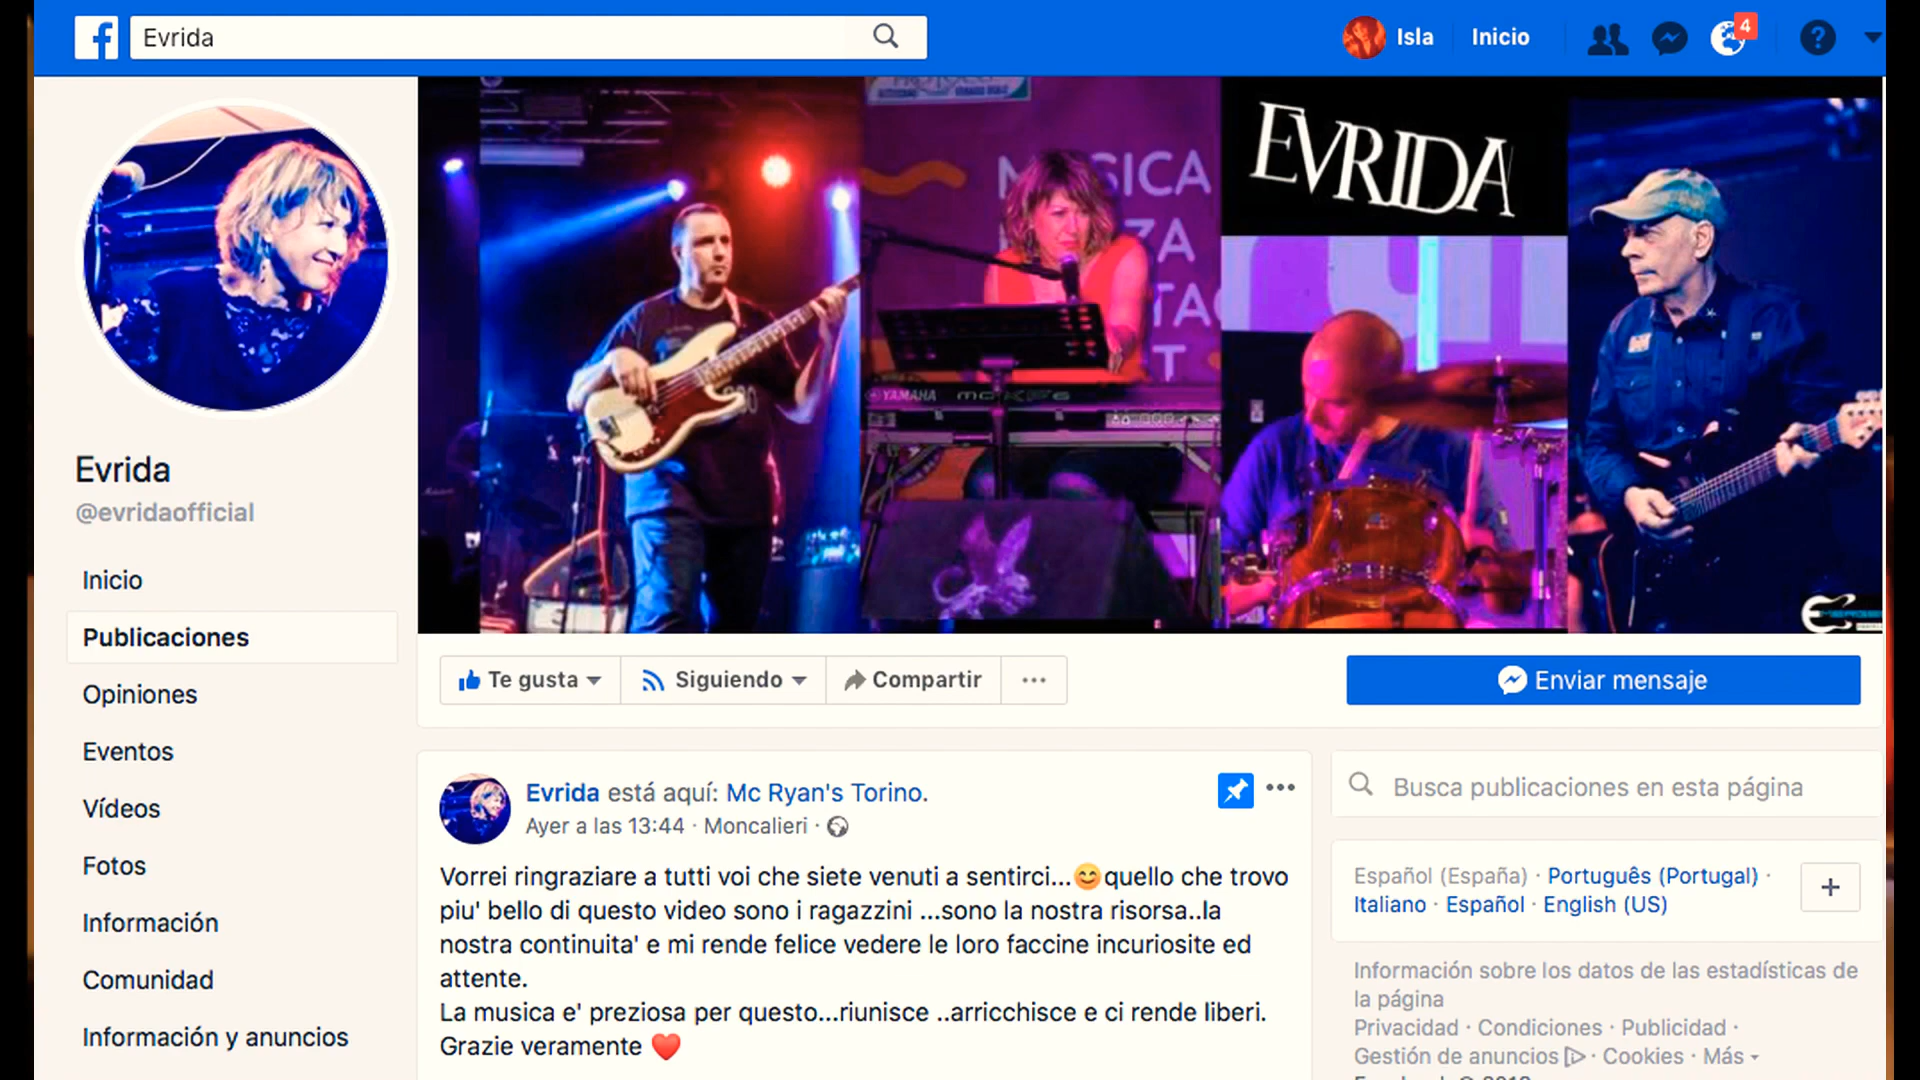 Evrida
Isla
Inicio
4
?
EVRIDA
YAMAHA
Evrida
@evridaofficial
Inicio
Publicaciones
Opiniones
Eventos
Vídeos
Fotos
Información
Comunidad
Información y anuncios
Te gusta
Siguiendo
Compartir
Enviar mensaje
Evrida está aquí: Mc Ryan's Torino.
Ayer a las 13:44 · Moncalieri ·
Vorrei ringraziare a tutti voi che siete venuti a sentirci...😊quello che trovo
piu' bello di questo video sono i ragazzini ...sono la nostra risorsa..la
nostra continuita' e mi rende felice vedere le loro faccine incuriosite ed
attente.
La musica e' preziosa per questo...riunisce ..arricchisce e ci rende liberi.
Grazie veramente ❤️
Busca publicaciones en esta página
Español (España) · Português (Portugal) ·
Italiano · Español · English (US)
+
Información sobre los datos de las estadísticas de
la página
Privacidad · Condiciones · Publicidad ·
Gestión de anuncios · Cookies · Más